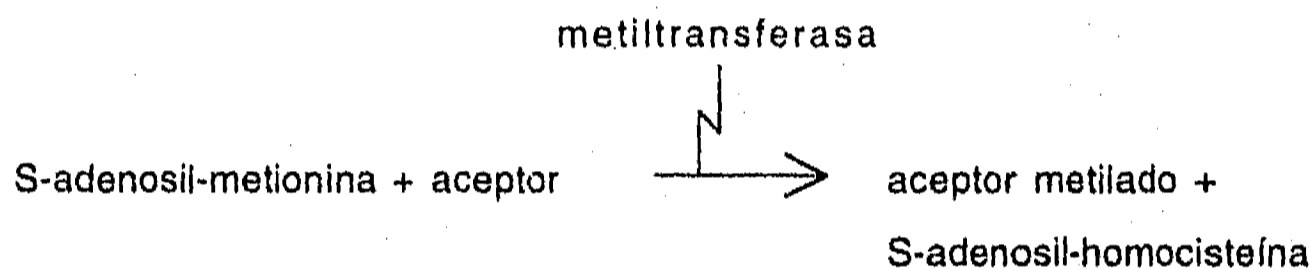 metiltransferasa
S-adenosil-metionina + aceptor
aceptor metilado +
S-adenosil-homocisteína